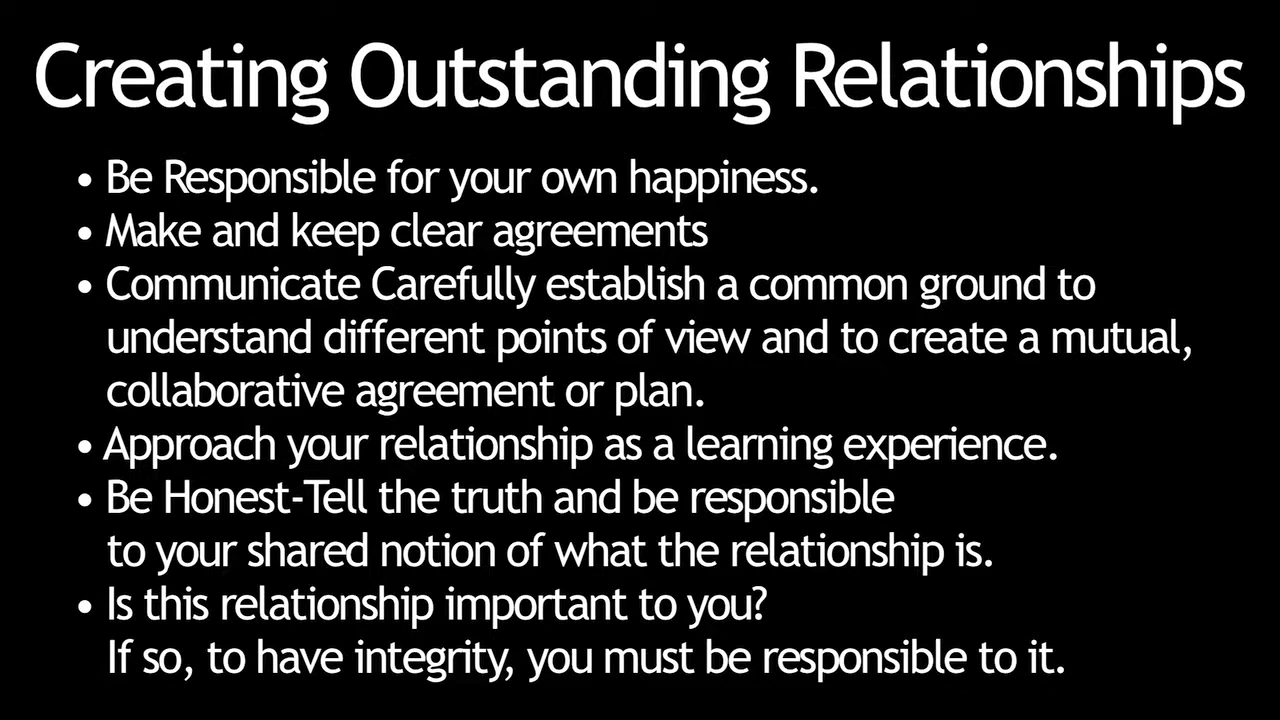 Creating Outstanding Relationships
• Be Responsible for your own happiness.
• Make and keep clear agreements
• Communicate Carefully establish a common ground to
understand different points of view and to create a mutual,
collaborative agreement or plan.
• Approach your relationship as a learning experience.
• Be Honest-Tell the truth and be responsible
to your shared notion of what the relationship is.
• Is this relationship important to you?
If so, to have integrity, you must be responsible to it.